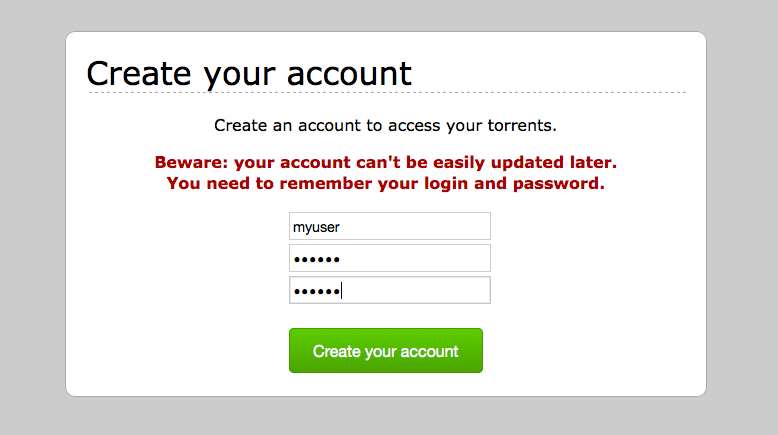 Create your account
Create an account to access your torrents.
Beware: your account can't be easily updated later.
You need to remember your login and password.
myuser
••••••
••••••
Create your account